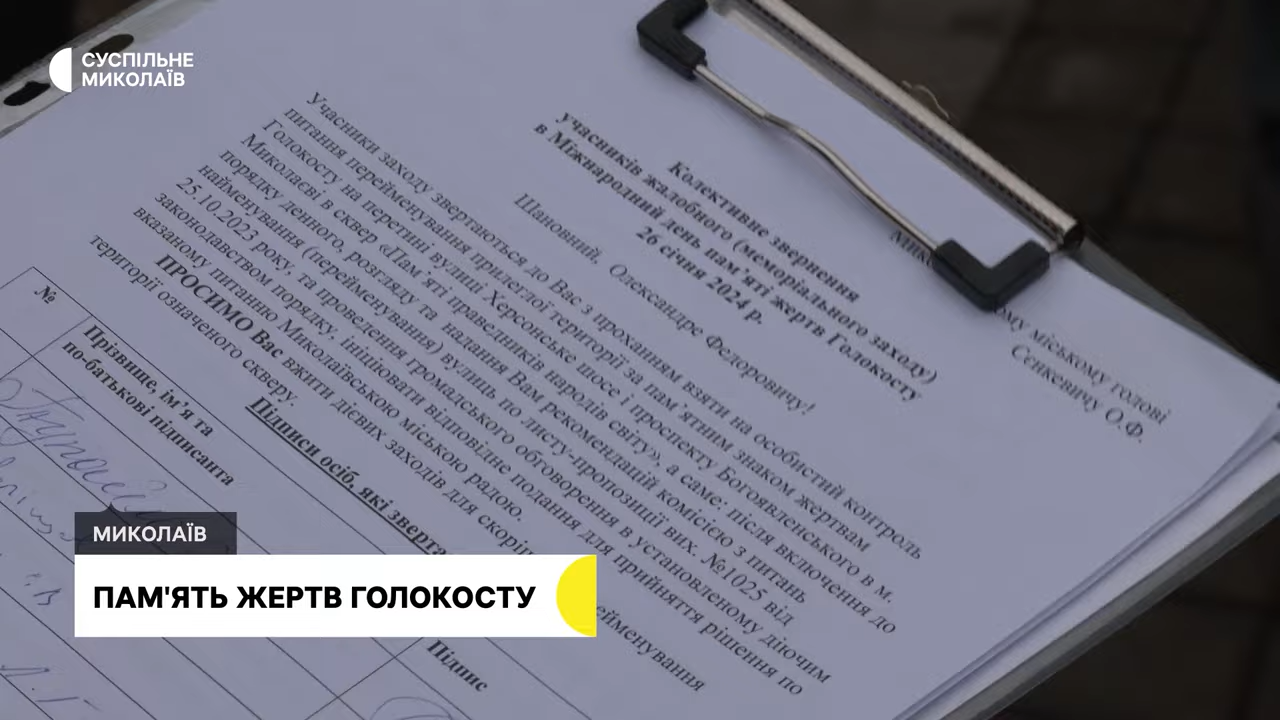 СУСПІЛЬНЕ
МИКОЛАЇВ
ому міському голові
Сєнкевичу О.Ф.
Колективне звернення
учасників жалобного (меморіального заходу)
в Міжнародний день пам`яті жертв Голокосту
26 січня 2024 р.
Шановний, Олександре Федоровичу!
Учасники заходу звертаються до Вас з проханням взяти на особистий контроль
питання перейменування прилеглої території за пам`ятним знаком жертвам
Голокосту на перетині вулиці Херсонське шосе і проспекту Богоявленського в м.
Миколаєві в сквер «Пам`яті праведників народів світу», а саме: після включення до
порядку денного, розгляду та надання Вам рекомендацій комісією з питань
найменування (перейменування) вулиць по листу-пропозиції вих. №1025 від
25.10.2023 року, та проведення громадського обговорення в установленому діючим
законодавством порядку, ініціювати відповідне подання для прийняття рішення по
вказаному питанню Миколаївською міською радою.
ПРОСИМО Вас вжити дієвих заходів для скоріш ейменування
території означеного скверу.
Підписи осіб, які зверта
№
Прізвище, ім’я та
по-батькові підписанта
Підпис
МИКОЛАЇВ
ПАМ'ЯТЬ ЖЕРТВ ГОЛОКОСТУ